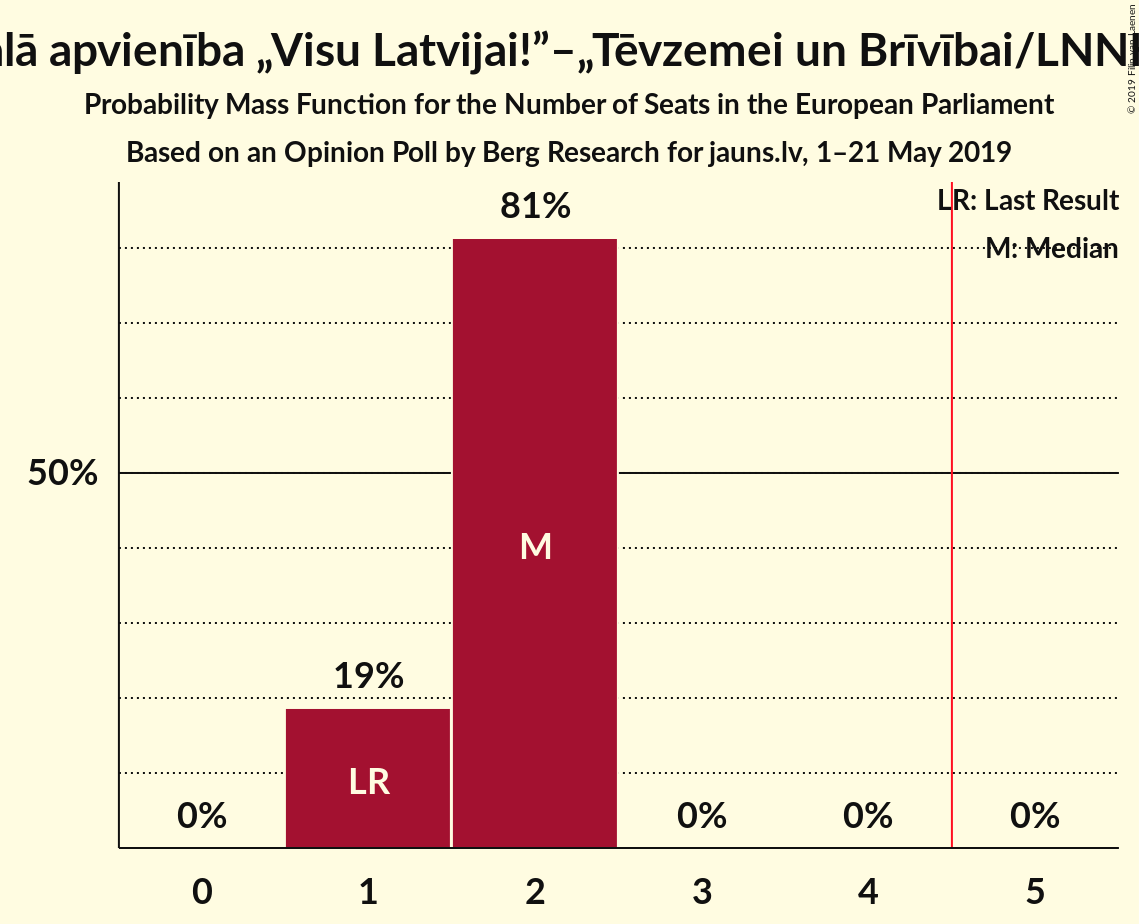 lā apvienība „Visu Latvijai!”–„Tēvzemei un Brīvībai/LNN
Probability Mass Function for the Number of Seats in the European Parliament
Based on an Opinion Poll by Berg Research for jauns.lv, 1–21 May 2019
© 2019 Filip van Laenen
LR: Last Result
M: Median
81%
50%
M
19%
LR
0% 0% 0% 0%
0 1 2 3 4 5